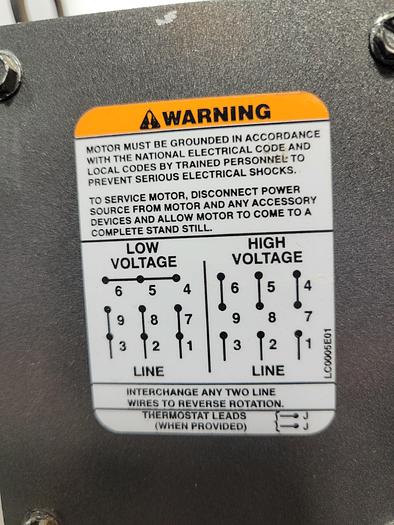 WARNING
MOTOR MUST BE GROUNDED IN ACCORDANCE
WITH THE NATIONAL ELECTRICAL CODE AND
LOCAL CODES BY TRAINED PERSONNEL TO
PREVENT SERIOUS ELECTRICAL SHOCKS.
TO SERVICE MOTOR, DISCONNECT POWER
SOURCE FROM MOTOR AND ANY ACCESSORY
DEVICES AND ALLOW MOTOR TO COME TO A
COMPLETE STAND STILL.
LOW
VOLTAGE
6 5 4
9 8 7
3 2 1
LINE
HIGH
VOLTAGE
6 5 4
9 8 7
3 2 1
LINE
LC0005E01
INTERCHANGE ANY TWO LINE
WIRES TO REVERSE ROTATION.
THERMOSTAT LEADS J
(WHEN PROVIDED) J